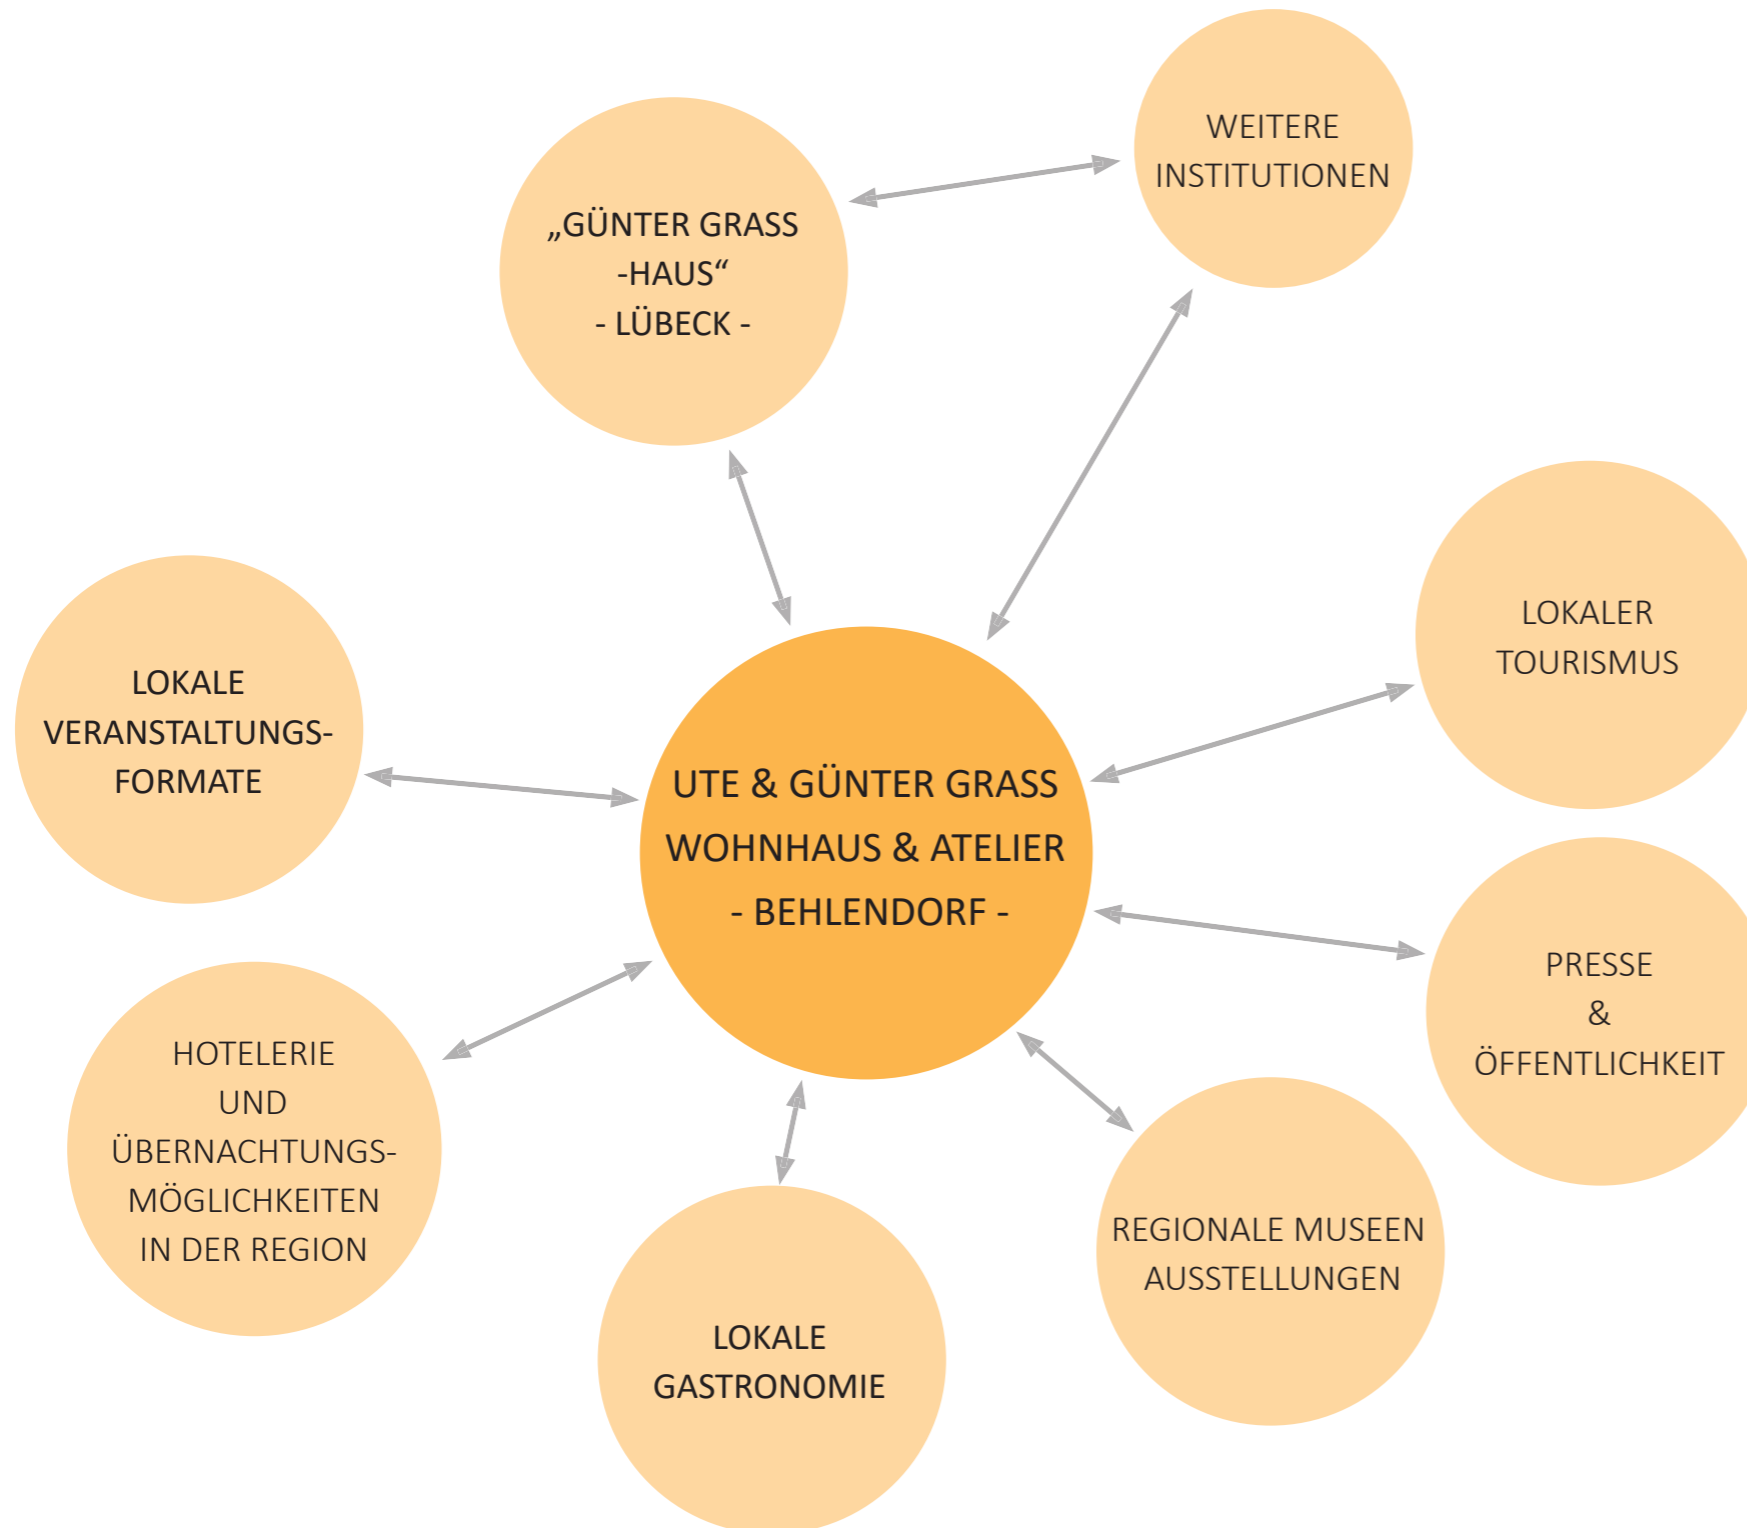 WEITERE
INSTITUTIONEN
„GÜNTER GRASS
-HAUS“
- LÜBECK -
LOKALER
TOURISMUS
LOKALE
VERANSTALTUNGS-
FORMATE
UTE & GÜNTER GRASS
WOHNHAUS & ATELIER
- BEHLENDORF -
PRESSE
&
ÖFFENTLICHKEIT
HOTELERIE
UND
ÜBERNACHTUNGS-
MÖGLICHKEITEN
IN DER REGION
REGIONALE MUSEEN
AUSSTELLUNGEN
LOKALE
GASTRONOMIE